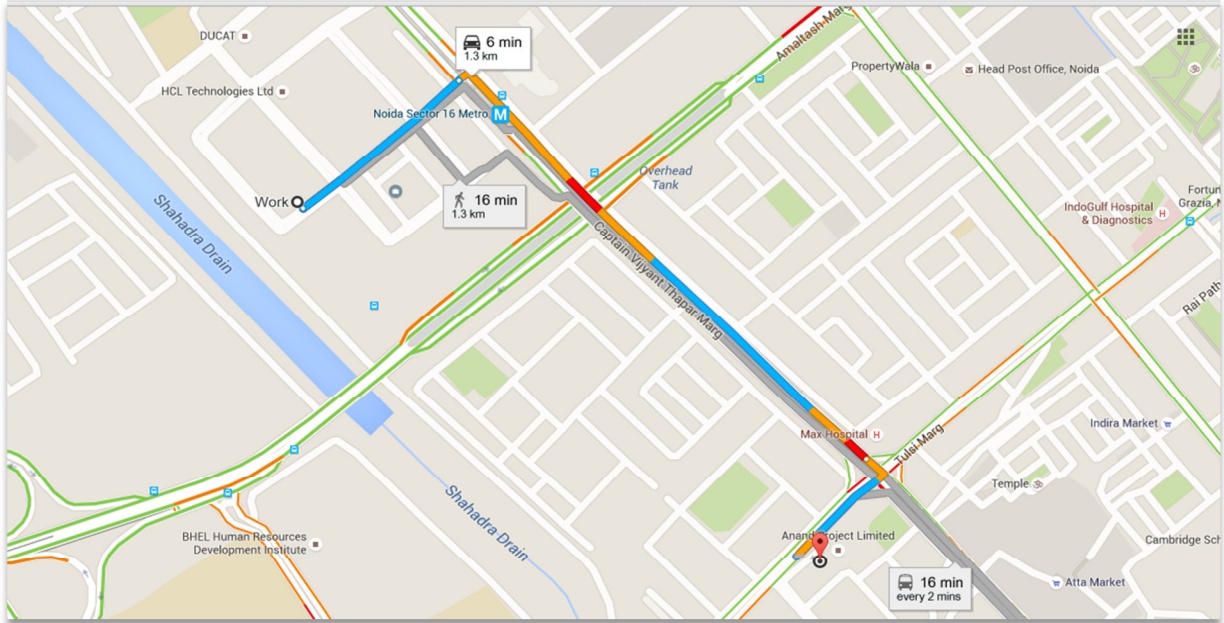 DUCAT
6 min
1.3 km
Amaltash Marg
PropertyWala
Head Post Office, Noida
HCL Technologies Ltd
Noida Sector 16 Metro
M
Overhead
Tank
16 min
1.3 km
Work
Fortun
Grazia, N
IndoGulf Hospital
& Diagnostics
H
Shahadra Drain
Captain Vijyant Thapar Marg
Rai Path
Max Hospital
H
Tulsi Marg
Indira Market
Temple
Shahadra Drain
BHEL Human Resources
Development Institute
Cambridge Sch
16 min
every 2 mins
Atta Market